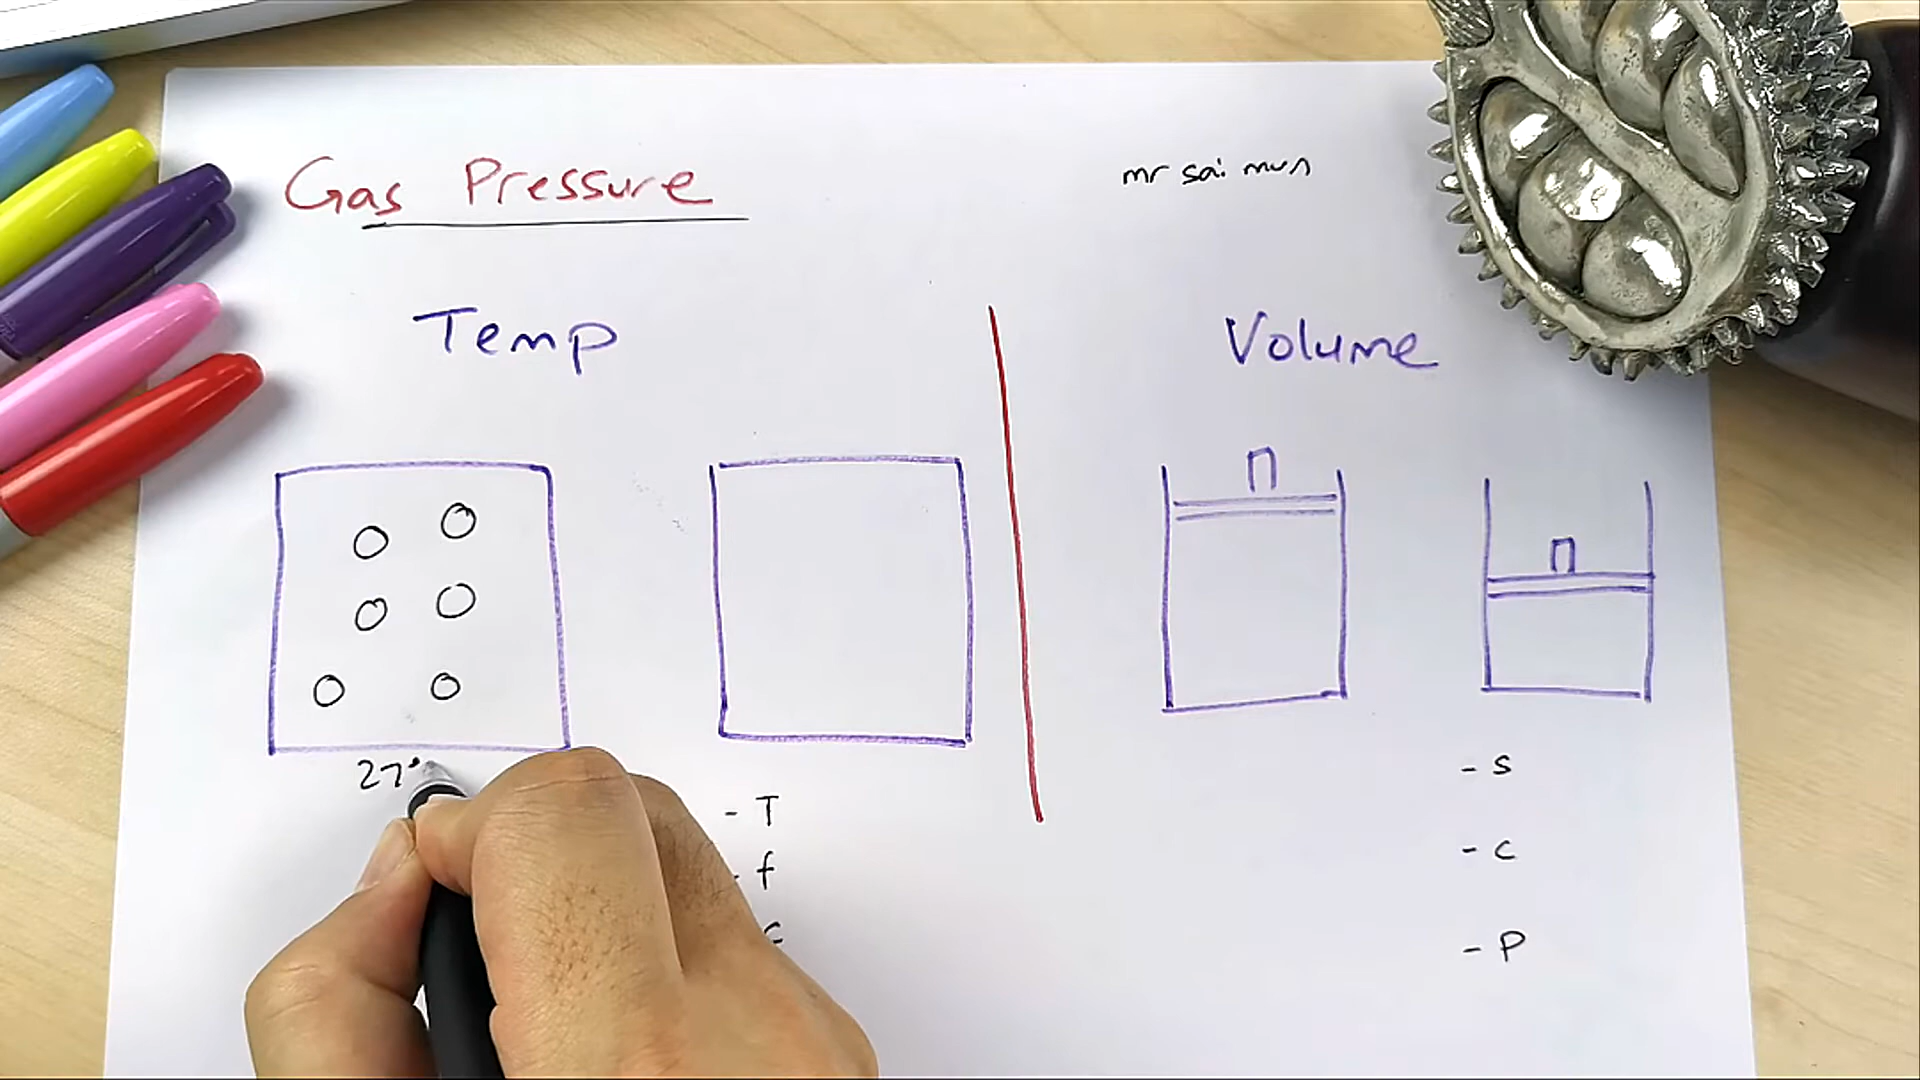 Gas Pressure
mr sai mun
Temp
Volume
27°
- T
- f
- c
- s
- c
- p